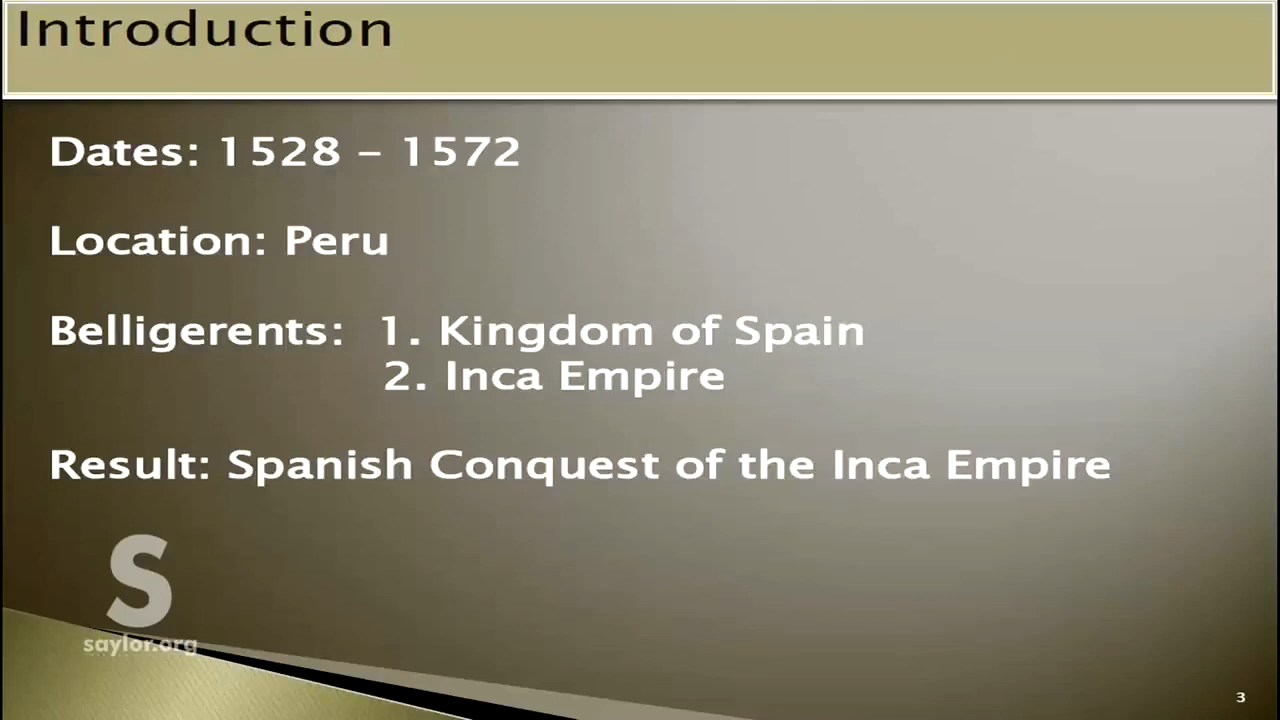 Introduction
Dates: 1528 – 1572
Location: Peru
Belligerents: 1. Kingdom of Spain
2. Inca Empire
Result: Spanish Conquest of the Inca Empire
S
saylor.org
3